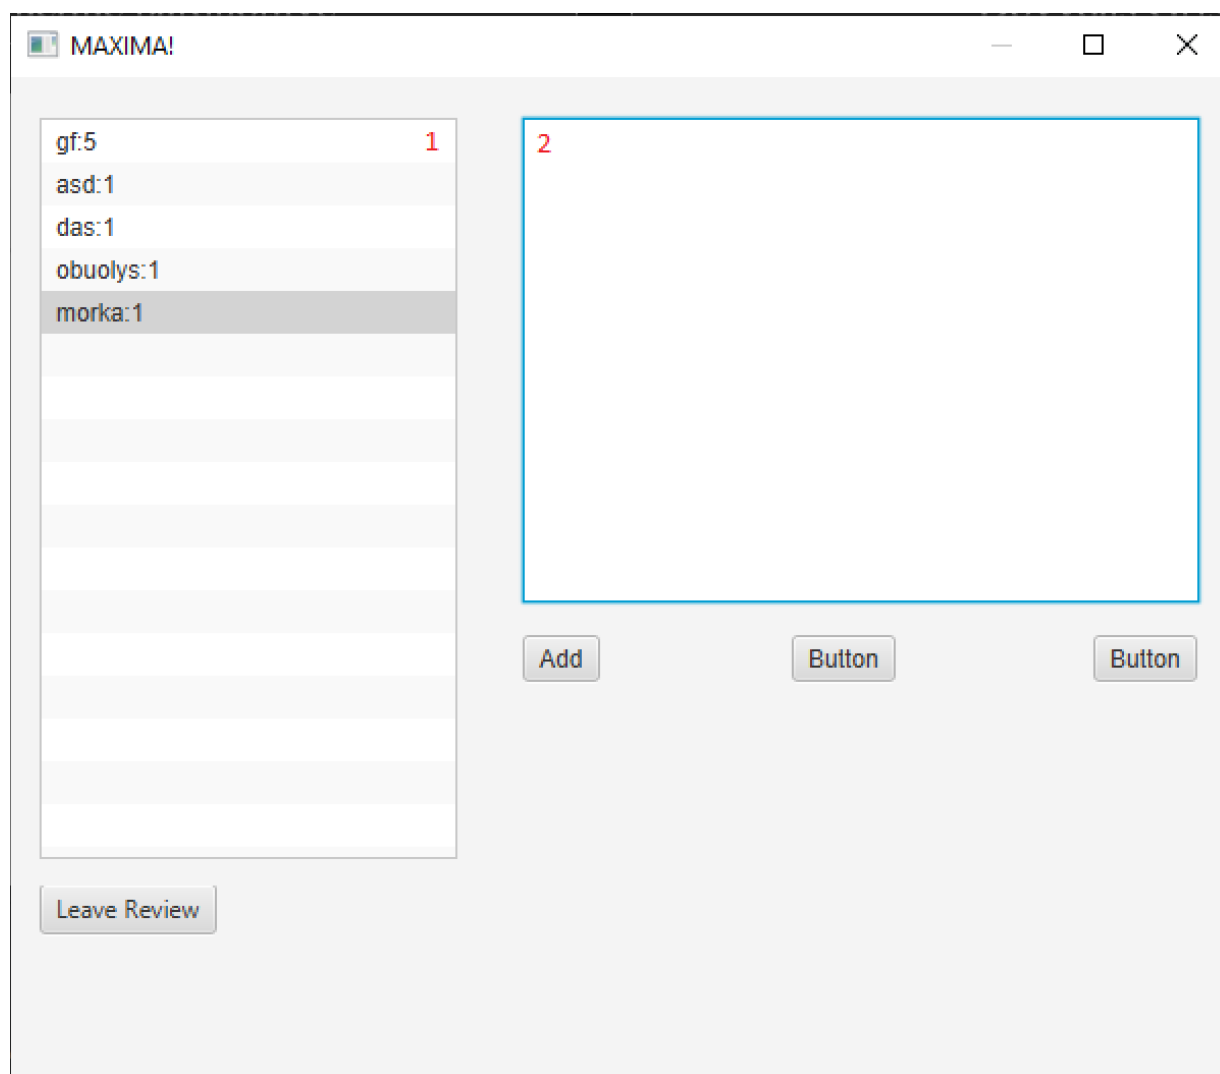 MAXIMA!
gf:5 1
asd:1
das:1
obuolys:1
morka:1
2
Add Button Button
Leave Review